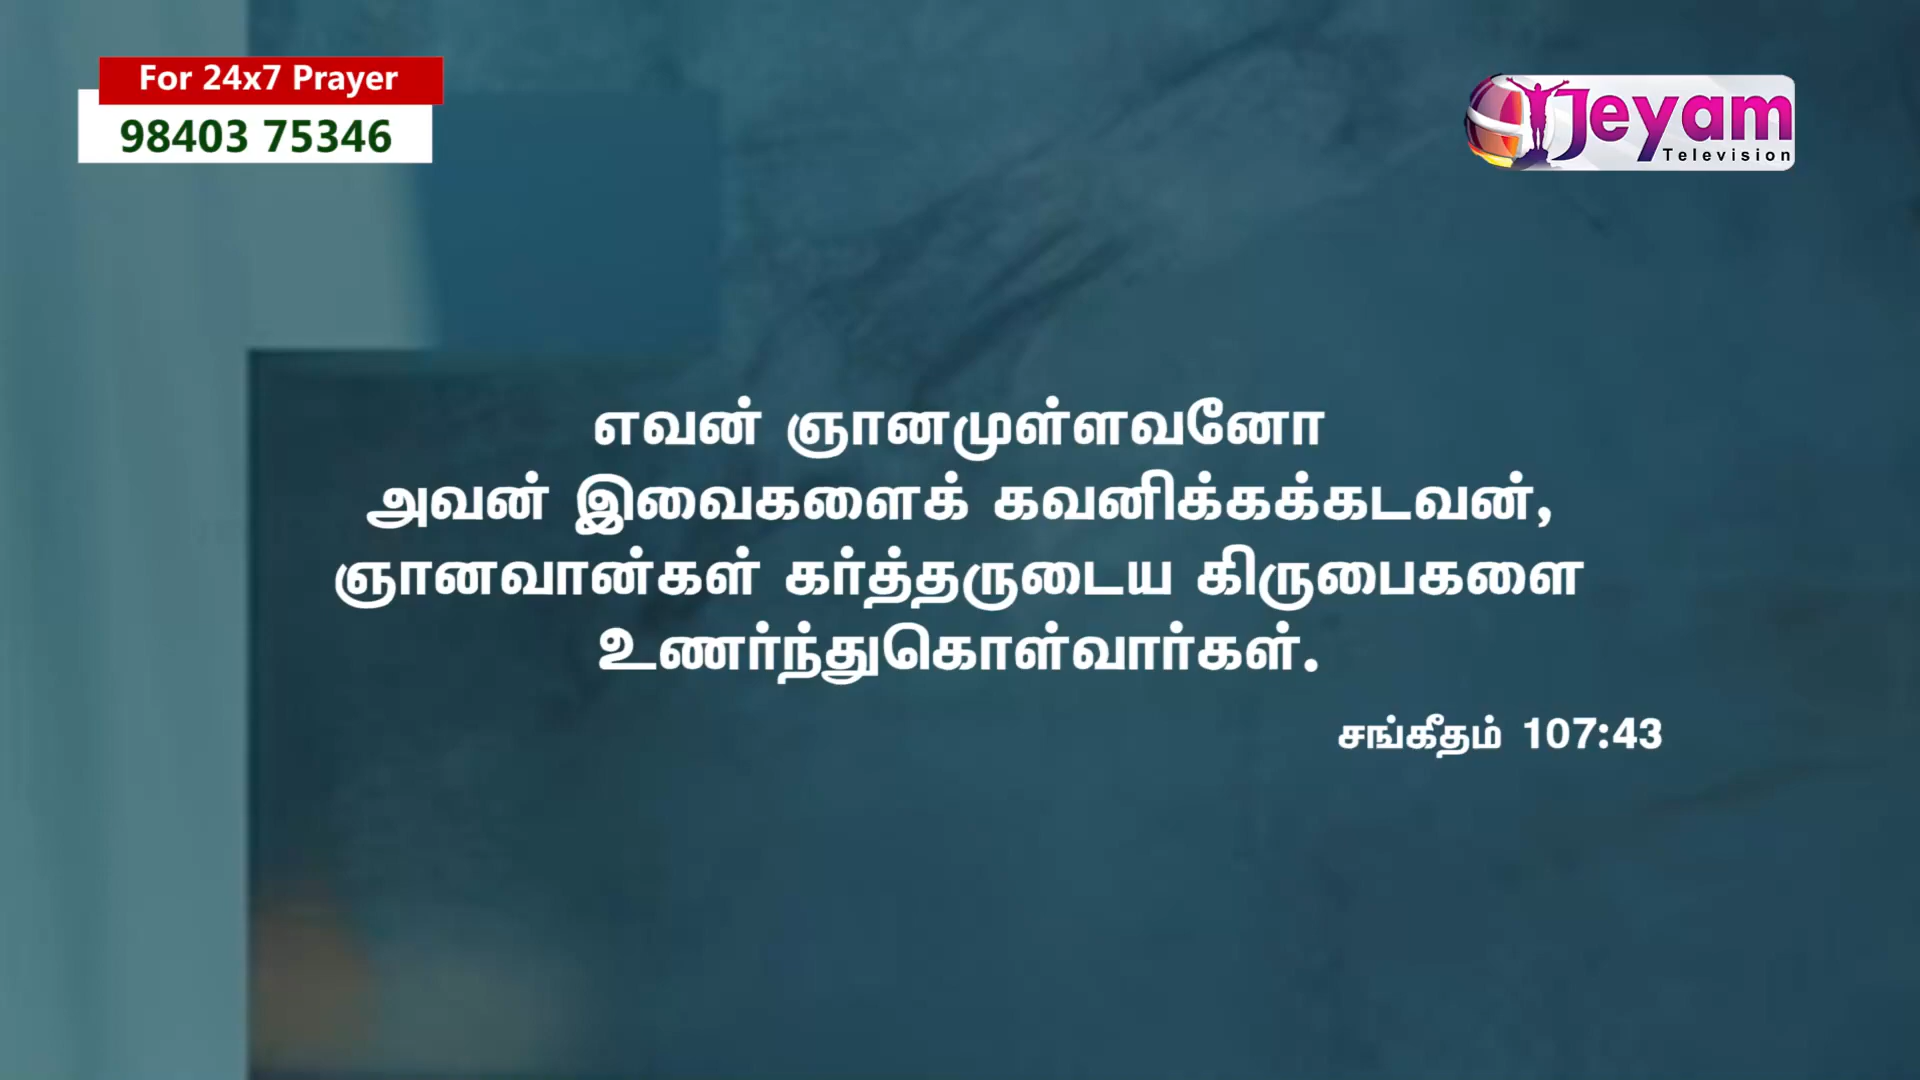 For 24x7 Prayer
98403 75346
Jeyam
Television
எவன் ஞானமுள்ளவனோ
அவன் இவைகளைக் கவனிக்கக்கடவன்,
ஞானவான்கள் கர்த்தருடைய கிருபைகளை
உணர்ந்துகொள்வார்கள்.
சங்கீதம் 107:43